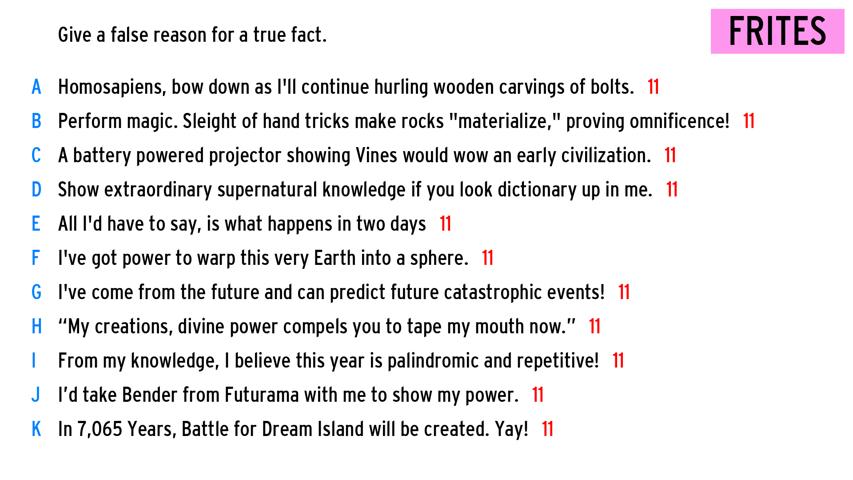 Give a false reason for a true fact.
FRITES
A Homosapiens, bow down as I'll continue hurling wooden carvings of bolts. 11
B Perform magic. Sleight of hand tricks make rocks "materialize," proving omnificence! 11
C A battery powered projector showing Vines would wow an early civilization. 11
D Show extraordinary supernatural knowledge if you look dictionary up in me. 11
E All I'd have to say, is what happens in two days 11
F I've got power to warp this very Earth into a sphere. 11
G I've come from the future and can predict future catastrophic events! 11
H “My creations, divine power compels you to tape my mouth now.” 11
I From my knowledge, I believe this year is palindromic and repetitive! 11
J I’d take Bender from Futurama with me to show my power. 11
K In 7,065 Years, Battle for Dream Island will be created. Yay! 11